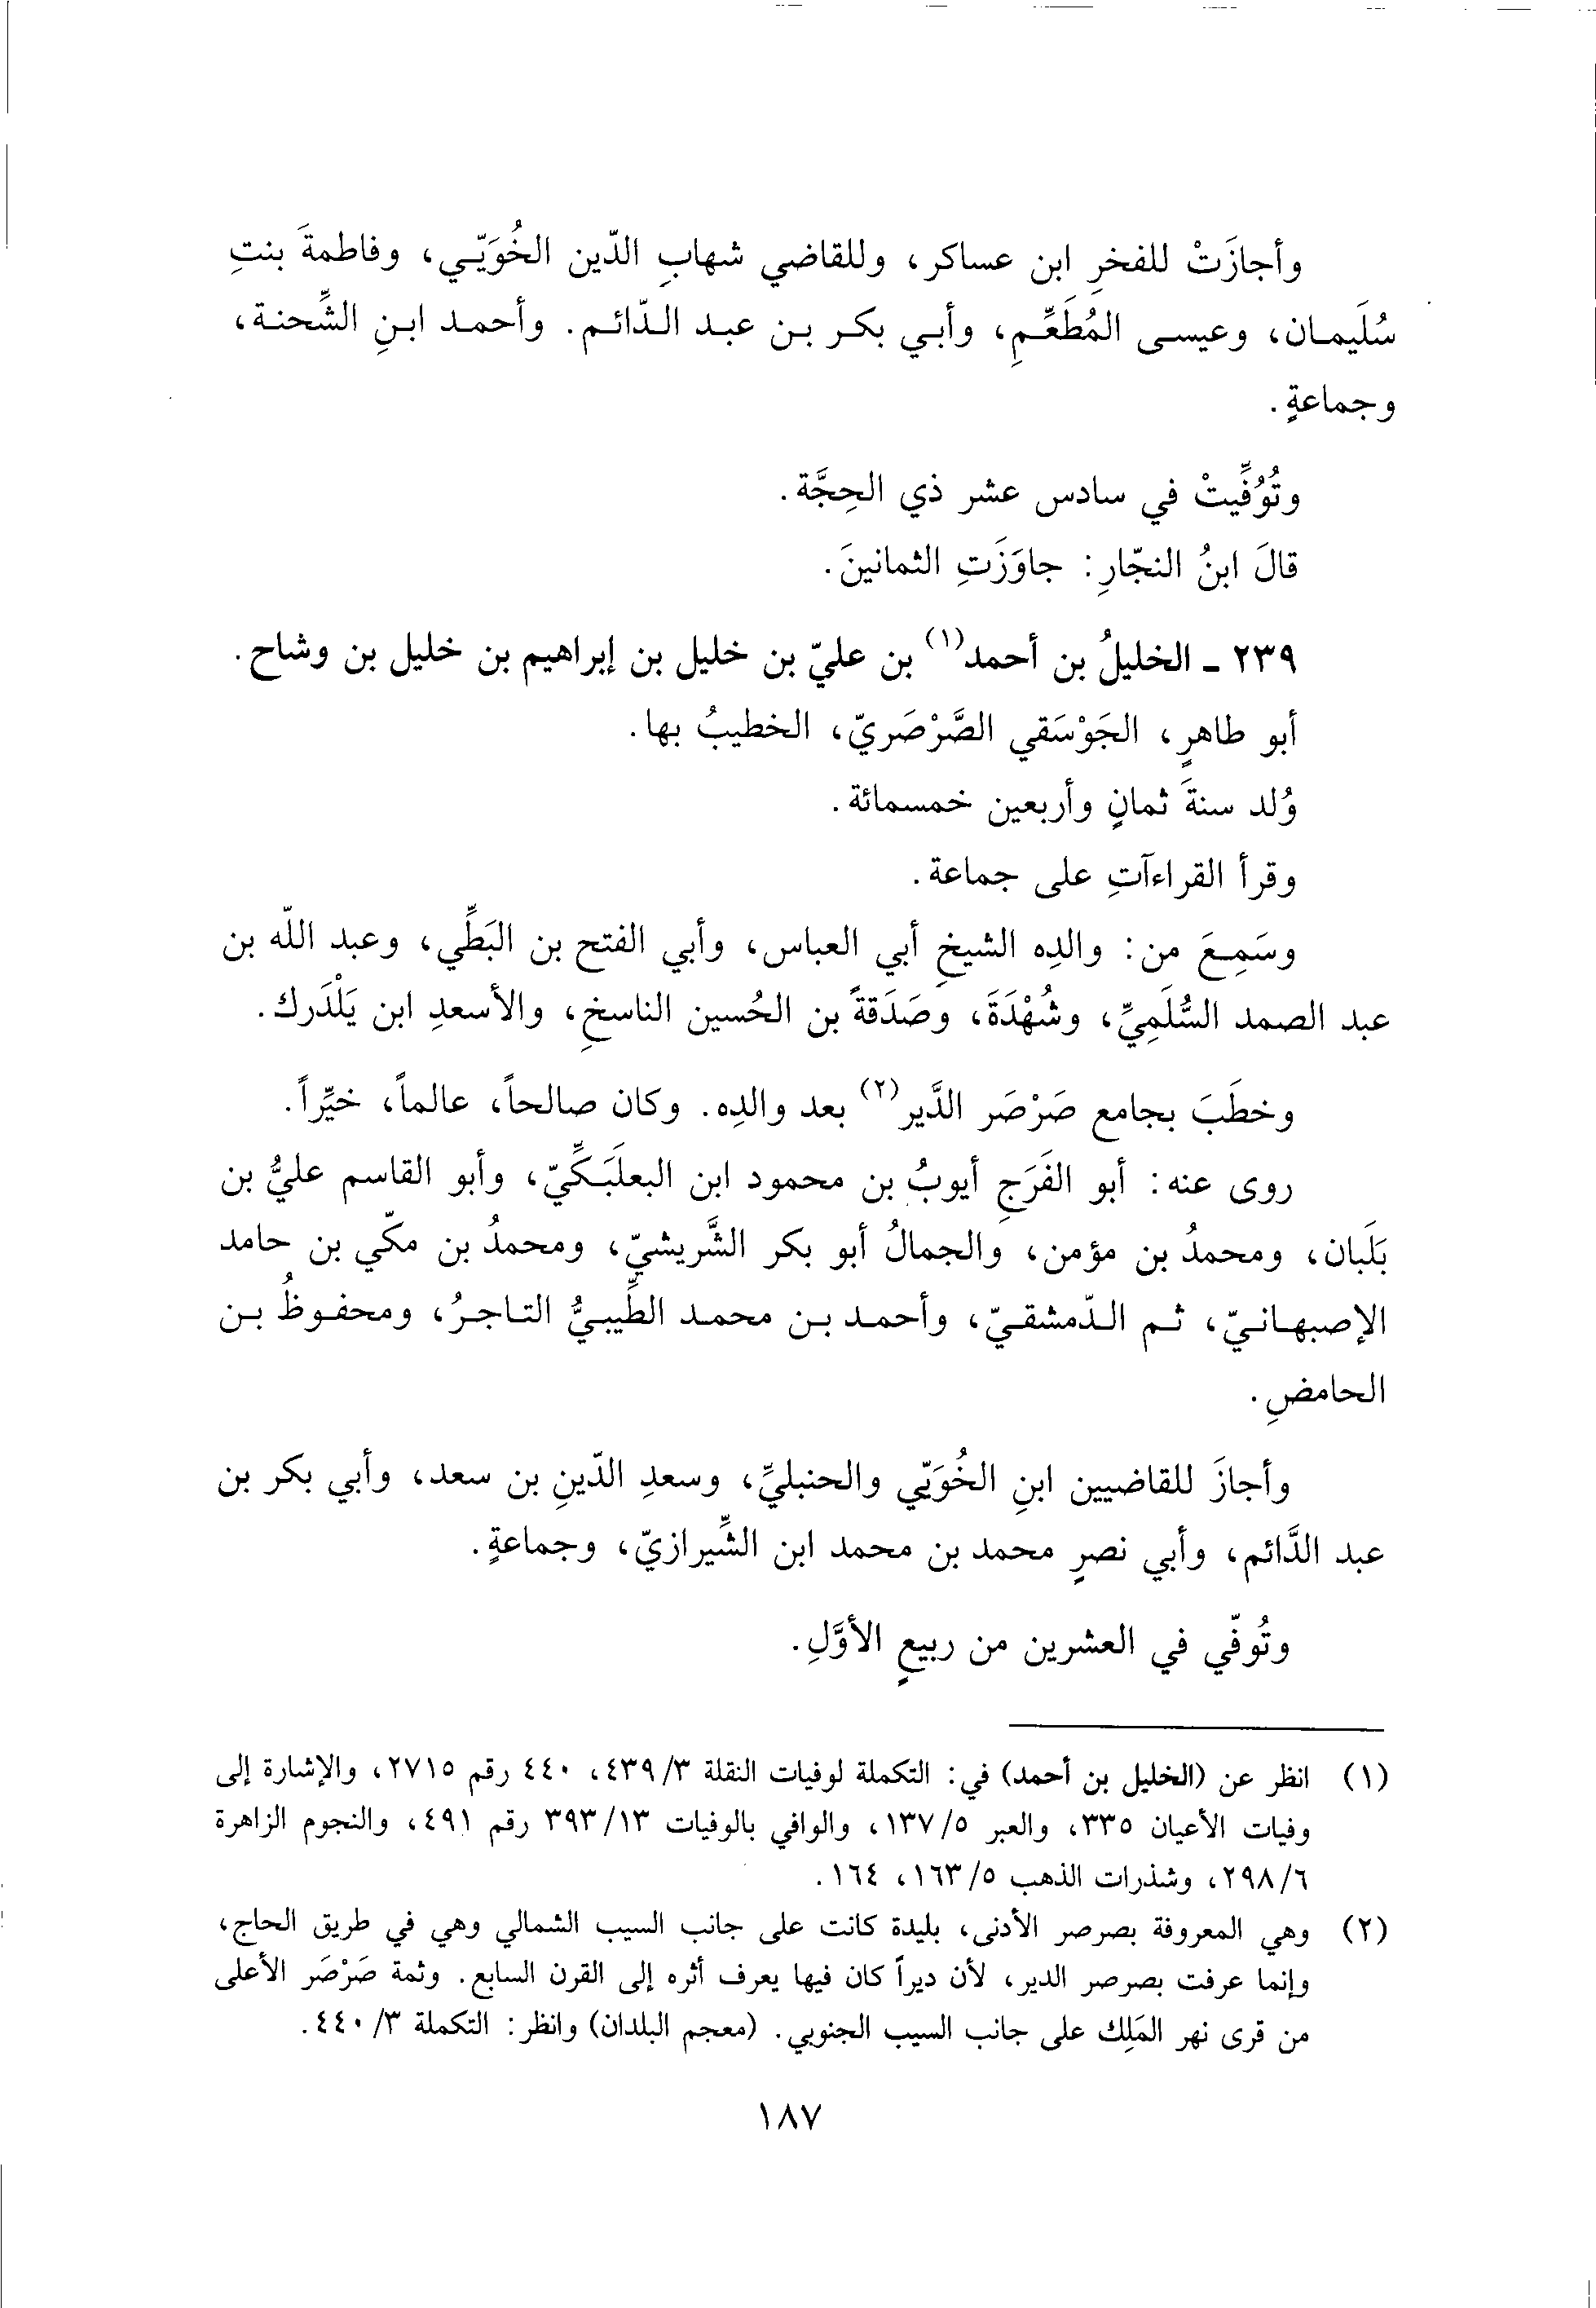 وأجازَتْ للفخرِ ابن عساكر، وللقاضي شهابِ الدّين الخُوَيّي، وفاطمةَ بنتِ
سُلَيمان، وعيسى المُطَعِّمِ، وأبي بكر بن عبد الدّائم. وأحمد ابنِ الشِّحنة،
وجماعةٍ.
وتُوُفِّيتْ في سادس عشر ذي الحِجَّة.
قالَ ابنُ النجّارِ: جاوَزَتِ الثمانينَ.
٢٣٩ ـ الخليلُ بن أحمد(١) بن عليّ بن خليل بن إبراهيم بن خليل بن وشاح.
أبو طاهرٍ، الجَوْسَقي الصَّرْصَريّ، الخطيبُ بها.
وُلد سنةَ ثمانٍ وأربعين خمسمائة.
وقرأ القراءآتِ على جماعة.
وسَمِعَ من: والدِه الشيخِ أبي العباس، وأبي الفتح بن البَطِّي، وعبد اللّه بن
عبد الصمد السُّلَمِيِّ، وشُهْدَةَ، وصَدَقةً بن الحُسين الناسخِ، والأسعدِ ابن يَلْدَرك.
وخطَبَ بجامع صَرْصَر الدَّير(٢) بعد والدِه. وكان صالحاً، عالماً، خيِّراً.
روى عنه: أبو الفَرَجِ أيوبُ بن محمود ابن البعلَبَكِّيّ، وأبو القاسم عليُّ بن
بَلَبان، ومحمدُ بن مؤمن، والجمالُ أبو بكر الشَّريشيّ، ومحمدُ بن مكّي بن حامد
الإصبهانيّ، ثم الدّمشقيّ، وأحمد بن محمد الطِّيبيُّ التاجرُ، ومحفوظُ بن
الحامضِ.
وأجازَ للقاضيين ابنِ الخُوَيّي والحنبليِّ، وسعدِ الدّينِ بن سعد، وأبي بكر بن
عبد الدَّائم، وأبي نصرٍ محمد بن محمد ابن الشِّيرازيّ، وجماعةٍ.
وتُوفّي في العشرين من ربيعٍ الأوَّلِ.
(١) انظر عن (الخليل بن أحمد) في: التكملة لوفيات النقلة ٣/٤٣٩، ٤٤٠ رقم ٢٧١٥، والإشارة إلى
وفيات الأعيان ٣٣٥، والعبر ٥/١٣٧، والوافي بالوفيات ١٣/٣٩٣ رقم ٤٩١، والنجوم الزاهرة
٦/٢٩٨، وشذرات الذهب ٥/١٦٣، ١٦٤.
(٢) وهي المعروفة بصرصر الأدنى، بليدة كانت على جانب السيب الشمالي وهي في طريق الحاج،
وإنما عرفت بصرصر الدير، لأن ديراً كان فيها يعرف أثره إلى القرن السابع. وثمة صَرْصَر الأعلى
من قرى نهر المَلِك على جانب السيب الجنوبي. (معجم البلدان) وانظر: التكملة ٣/٤٤٠.
١٨٧